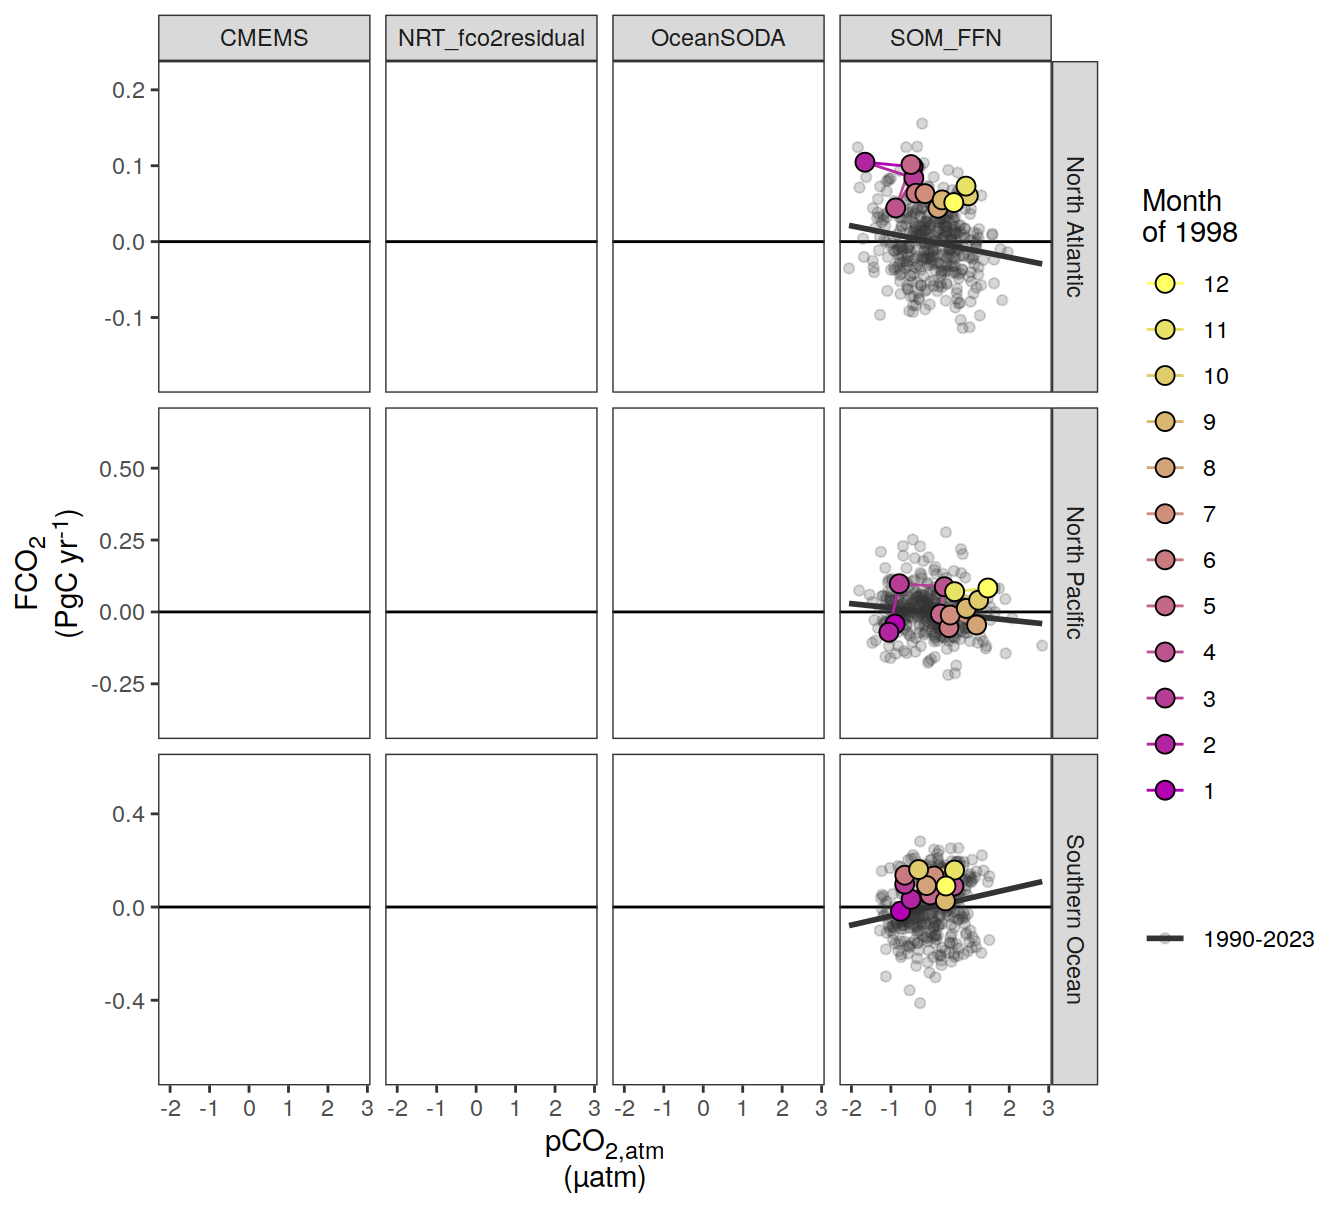 CMEMS
NRT_fco2residual
OceanSODA
SOM_FFN
0.2
0.1
0.0
-0.1
North Atlantic
0.50
0.25
0.00
-0.25
North Pacific
0.4
0.0
-0.4
Southern Ocean
FCO2
(PgC yr-1)
-2 -1 0 1 2 3
-2 -1 0 1 2 3
-2 -1 0 1 2 3
-2 -1 0 1 2 3
pCO2,atm
(µatm)
Month
of 1998
12
11
10
9
8
7
6
5
4
3
2
1
1990-2023